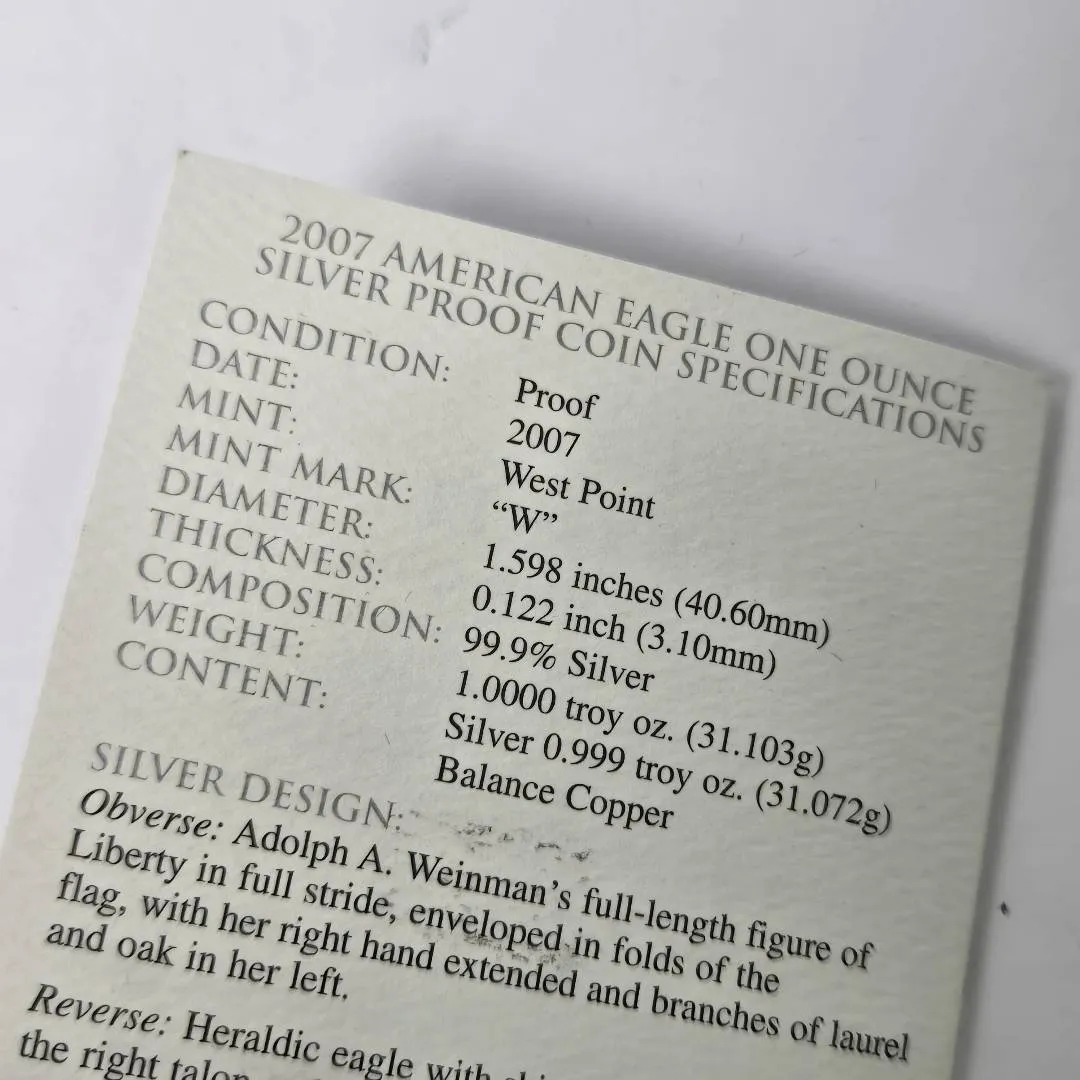 2007 AMERICAN EAGLE ONE OUNCE
SILVER PROOF COIN SPECIFICATIONS
CONDITION: Proof
DATE: 2007
MINT: West Point
MINT MARK: “W”
DIAMETER: 1.598 inches (40.60mm)
THICKNESS: 0.122 inch (3.10mm)
COMPOSITION: 99.9% Silver
WEIGHT: 1.0000 troy oz. (31.103g)
CONTENT: Silver 0.999 troy oz. (31.072g)
Balance Copper
SILVER DESIGN:
Obverse: Adolph A. Weinman’s full-length figure of
Liberty in full stride, enveloped in folds of the
flag, with her right hand extended and branches of laurel
and oak in her left.
Reverse: Heraldic eagle with
the right